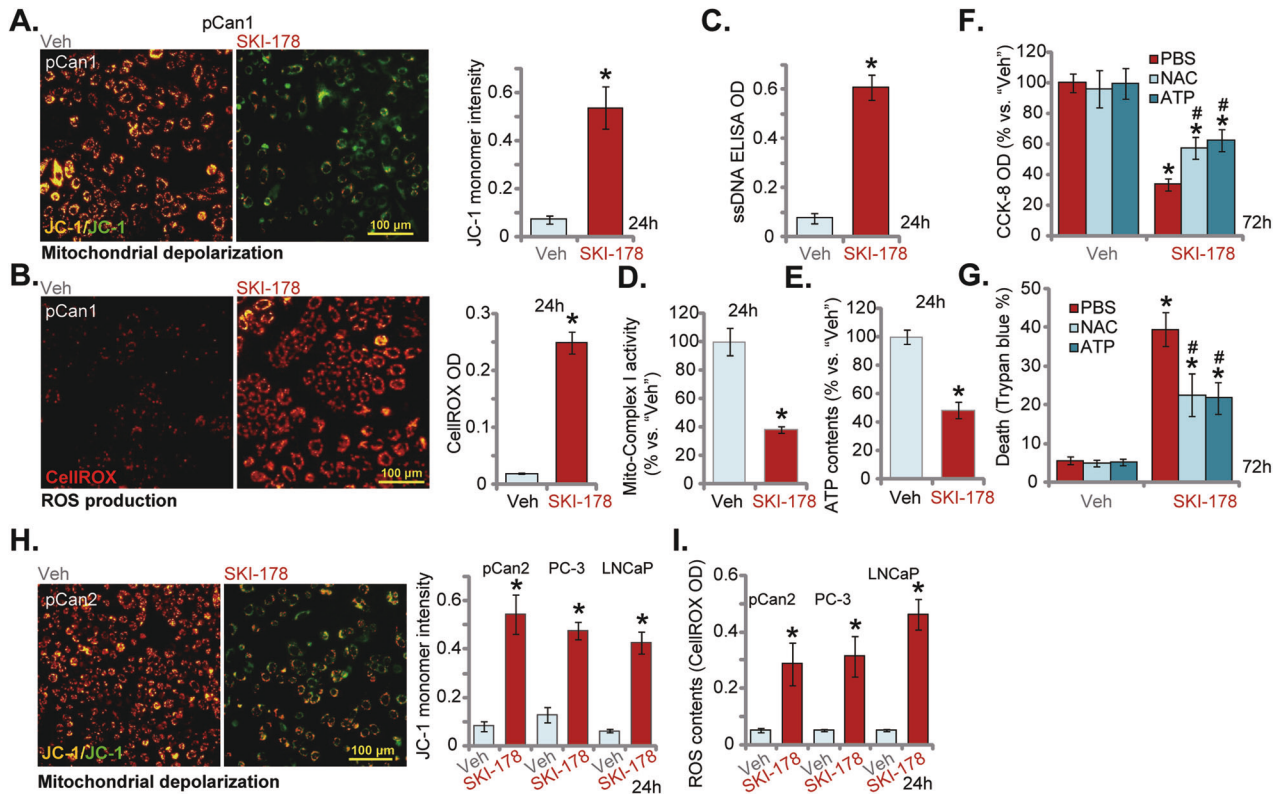 A.
pCan1
Veh
SKI-178
pCan1
JC-1/JC-1
100 µm
Mitochondrial depolarization
JC-1 monomer intensity
0.6
0.4
0.2
0
*
24h
Veh
SKI-178
C.
ssDNA ELISA OD
0.6
0.4
0.2
0
*
24h
Veh
SKI-178
F.
CCK-8 OD (% vs. “Veh”)
120
100
80
60
40
20
0
PBS
NAC
ATP
*
#
*
#
*
72h
Veh
SKI-178
B.
Veh
SKI-178
pCan1
CellROX
100 µm
ROS production
CellROX OD
0.3
0.2
0.1
0
24h
*
Veh
SKI-178
D.
Mito-Complex I activity
(% vs. “Veh”)
120
100
80
60
40
20
0
24h
*
Veh
SKI-178
E.
ATP contents (% vs. “Veh”)
120
100
80
60
40
20
0
24h
*
Veh
SKI-178
G.
Death (Trypan blue %)
50
40
30
20
10
0
PBS
NAC
ATP
*
#
*
#
*
72h
Veh
SKI-178
H.
Veh
SKI-178
pCan2
JC-1/JC-1
100 µm
Mitochondrial depolarization
JC-1 monomer intensity
0.6
0.4
0.2
0
pCan2
PC-3
LNCaP
*
*
*
Veh
SKI-178
Veh
SKI-178
Veh
SKI-178
24h
I.
ROS contents (CellROX OD)
0.6
0.4
0.2
0
pCan2
PC-3
LNCaP
*
*
*
Veh
SKI-178
Veh
SKI-178
Veh
SKI-178
24h